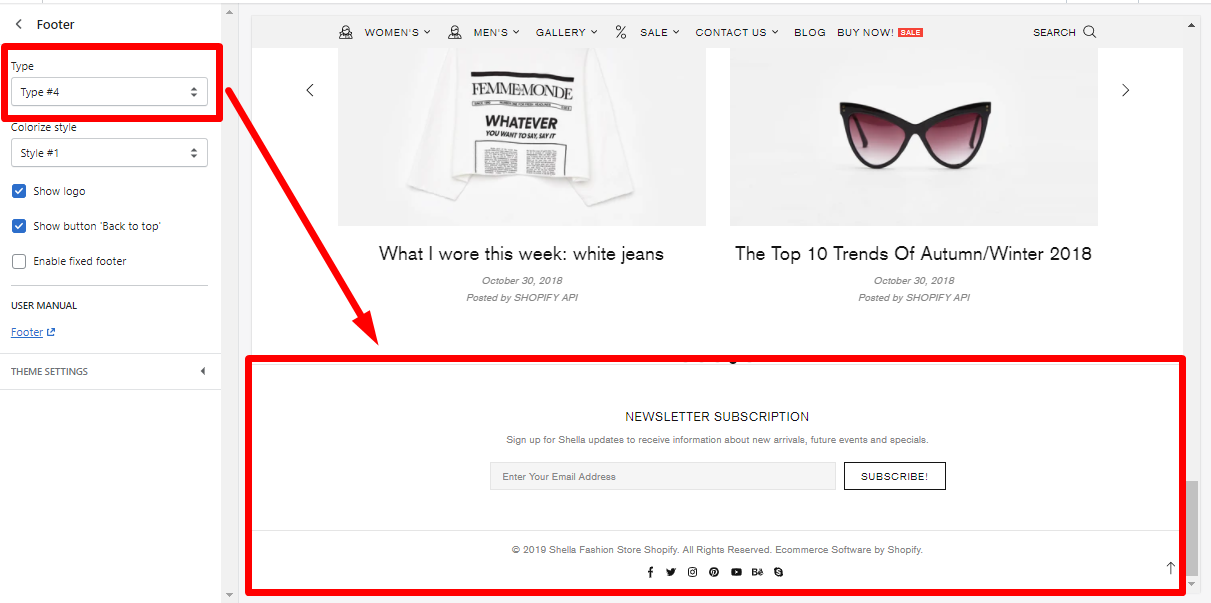 Footer
Type
Type #4
Colorize style
Style #1
Show logo
Show button 'Back to top'
Enable fixed footer
USER MANUAL
Footer
THEME SETTINGS
WOMEN'S MEN'S GALLERY % SALE CONTACT US BLOG BUY NOW! SALE SEARCH
FEMME&MONDE
WHATEVER
YOU WANT TO SAY, SAY IT
What I wore this week: white jeans
October 30, 2018
Posted by SHOPIFY API
The Top 10 Trends Of Autumn/Winter 2018
October 30, 2018
Posted by SHOPIFY API
NEWSLETTER SUBSCRIPTION
Sign up for Shella updates to receive information about new arrivals, future events and specials.
Enter Your Email Address
SUBSCRIBE!
© 2019 Shella Fashion Store Shopify. All Rights Reserved. Ecommerce Software by Shopify.
Bē